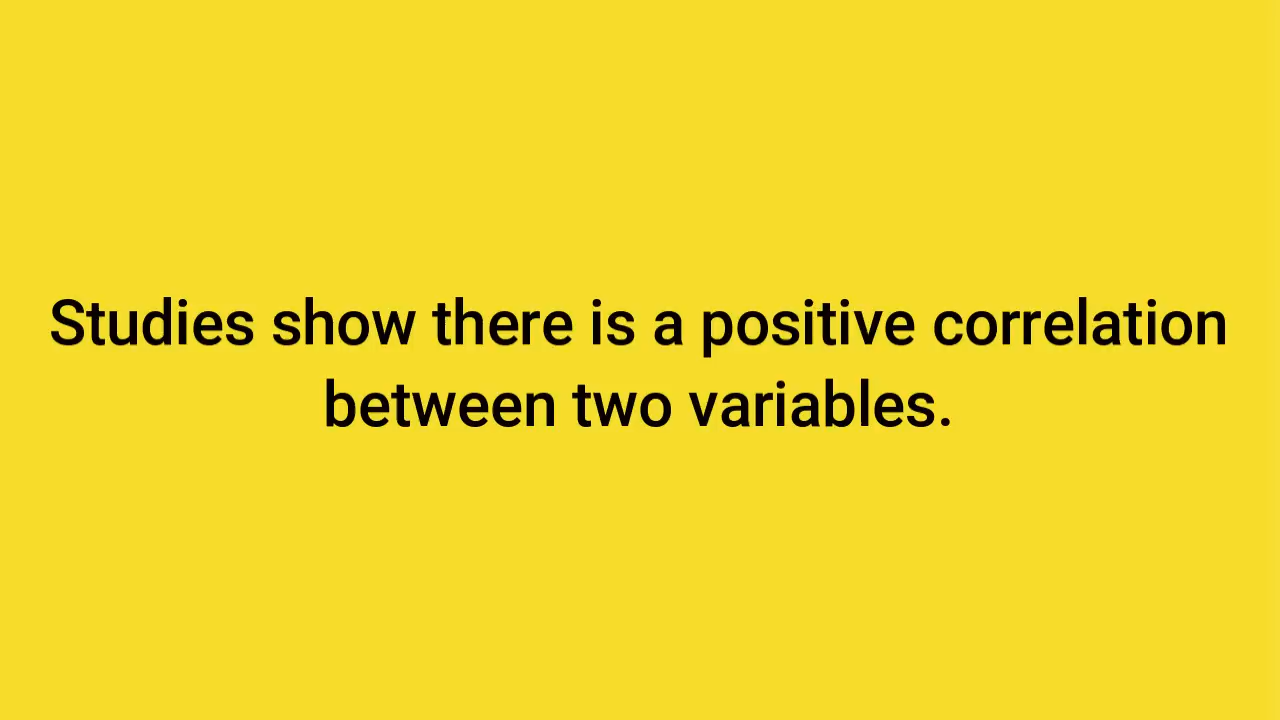 Studies show there is a positive correlation
between two variables.